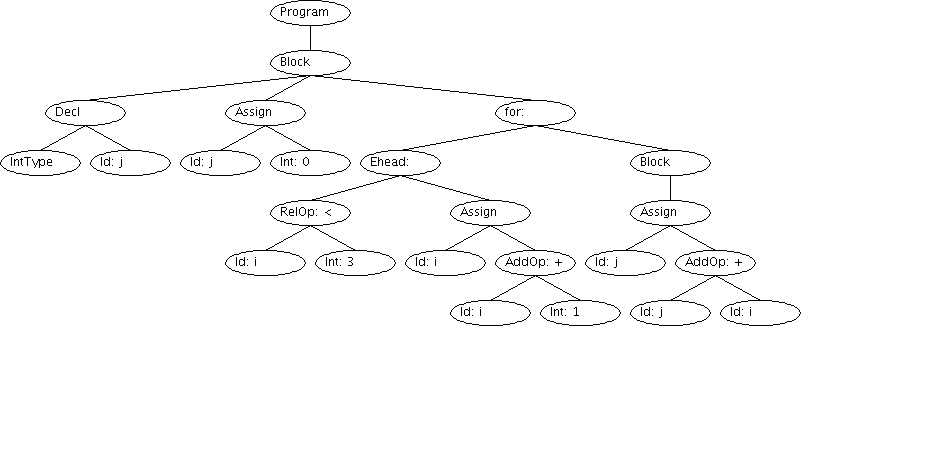 Program
Block
Decl
Assign
for:
IntType
Id: j
Id: j
Int: 0
Ehead:
Block
RelOp: <
Assign
Assign
Id: i
Int: 3
Id: i
AddOp: +
Id: j
AddOp: +
Id: i
Int: 1
Id: j
Id: i